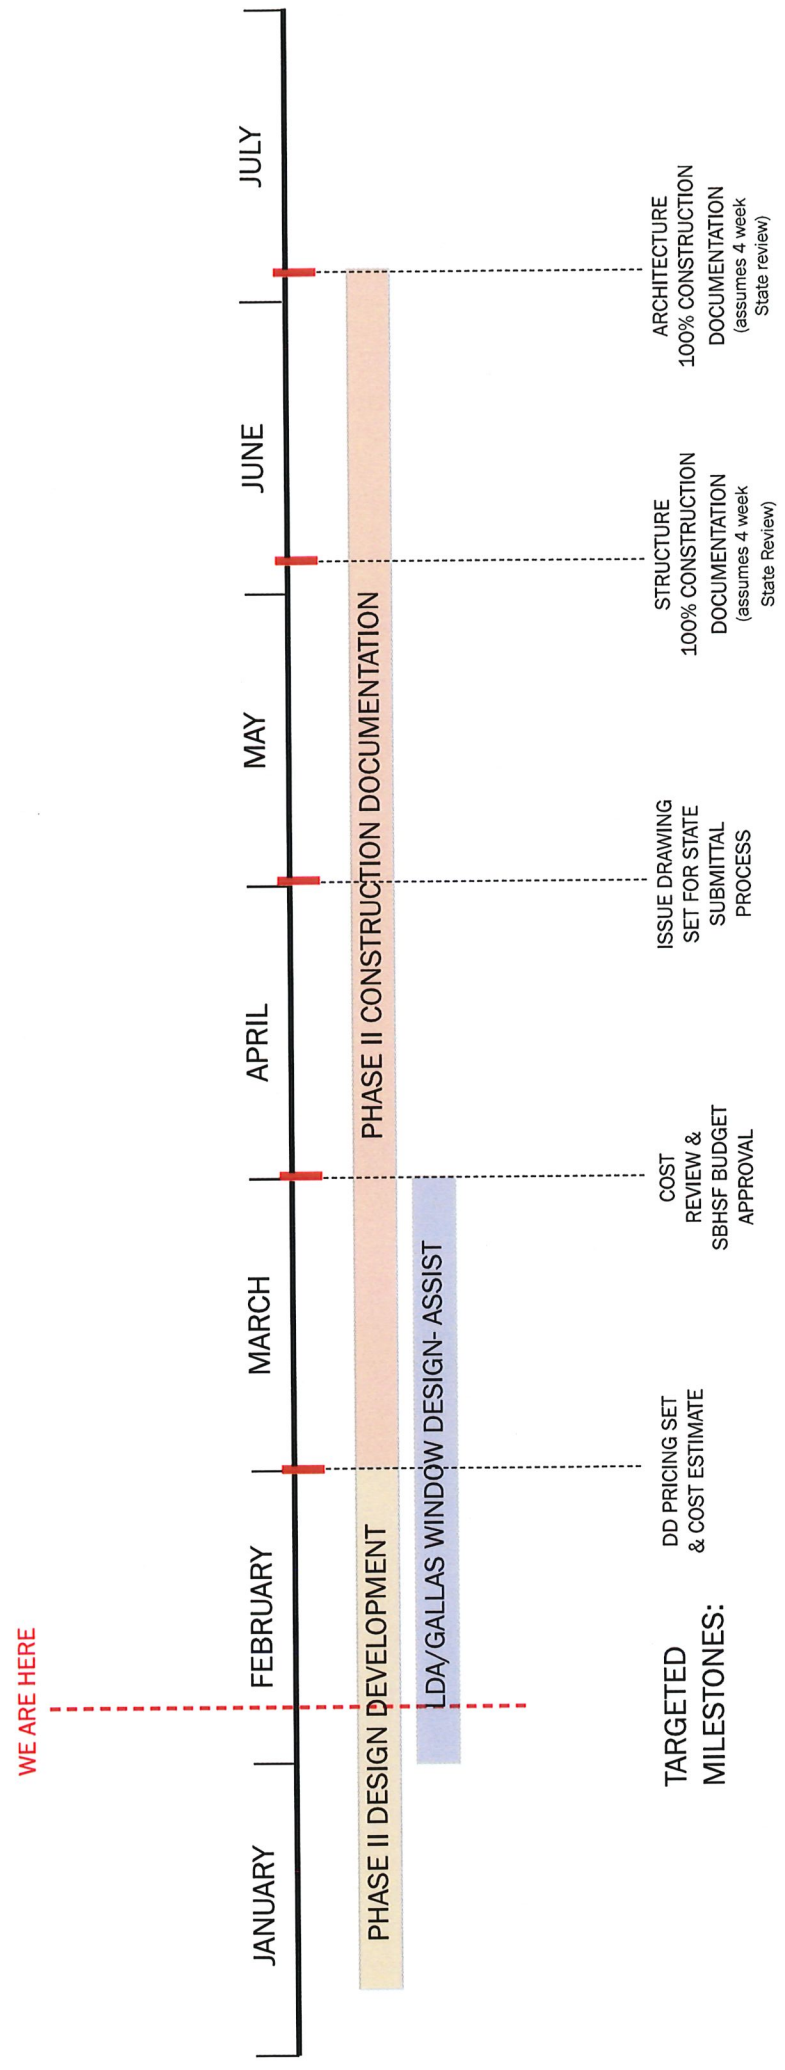 WE ARE HERE
JANUARY
FEBRUARY
MARCH
APRIL
MAY
JUNE
JULY
PHASE II DESIGN DEVELOPMENT
PHASE II CONSTRUCTION DOCUMENTATION
LDA/GALLAS WINDOW DESIGN- ASSIST
TARGETED
MILESTONES:
DD PRICING SET
& COST ESTIMATE
COST
REVIEW &
SBHSF BUDGET
APPROVAL
ISSUE DRAWING
SET FOR STATE
SUBMITTAL
PROCESS
STRUCTURE
100% CONSTRUCTION
DOCUMENTATION
(assumes 4 week
State Review)
ARCHITECTURE
100% CONSTRUCTION
DOCUMENTATION
(assumes 4 week
State review)